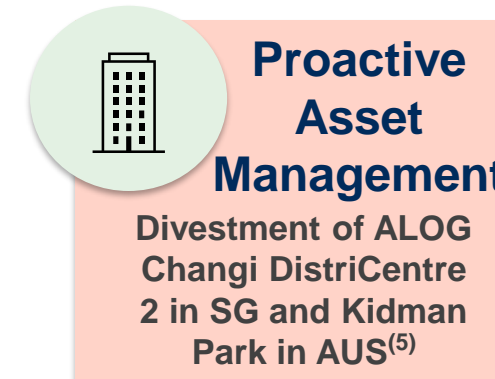 Proactive
Asset
Management
Divestment of ALOG
Changi DistriCentre
2 in SG and Kidman
Park in AUS(5)